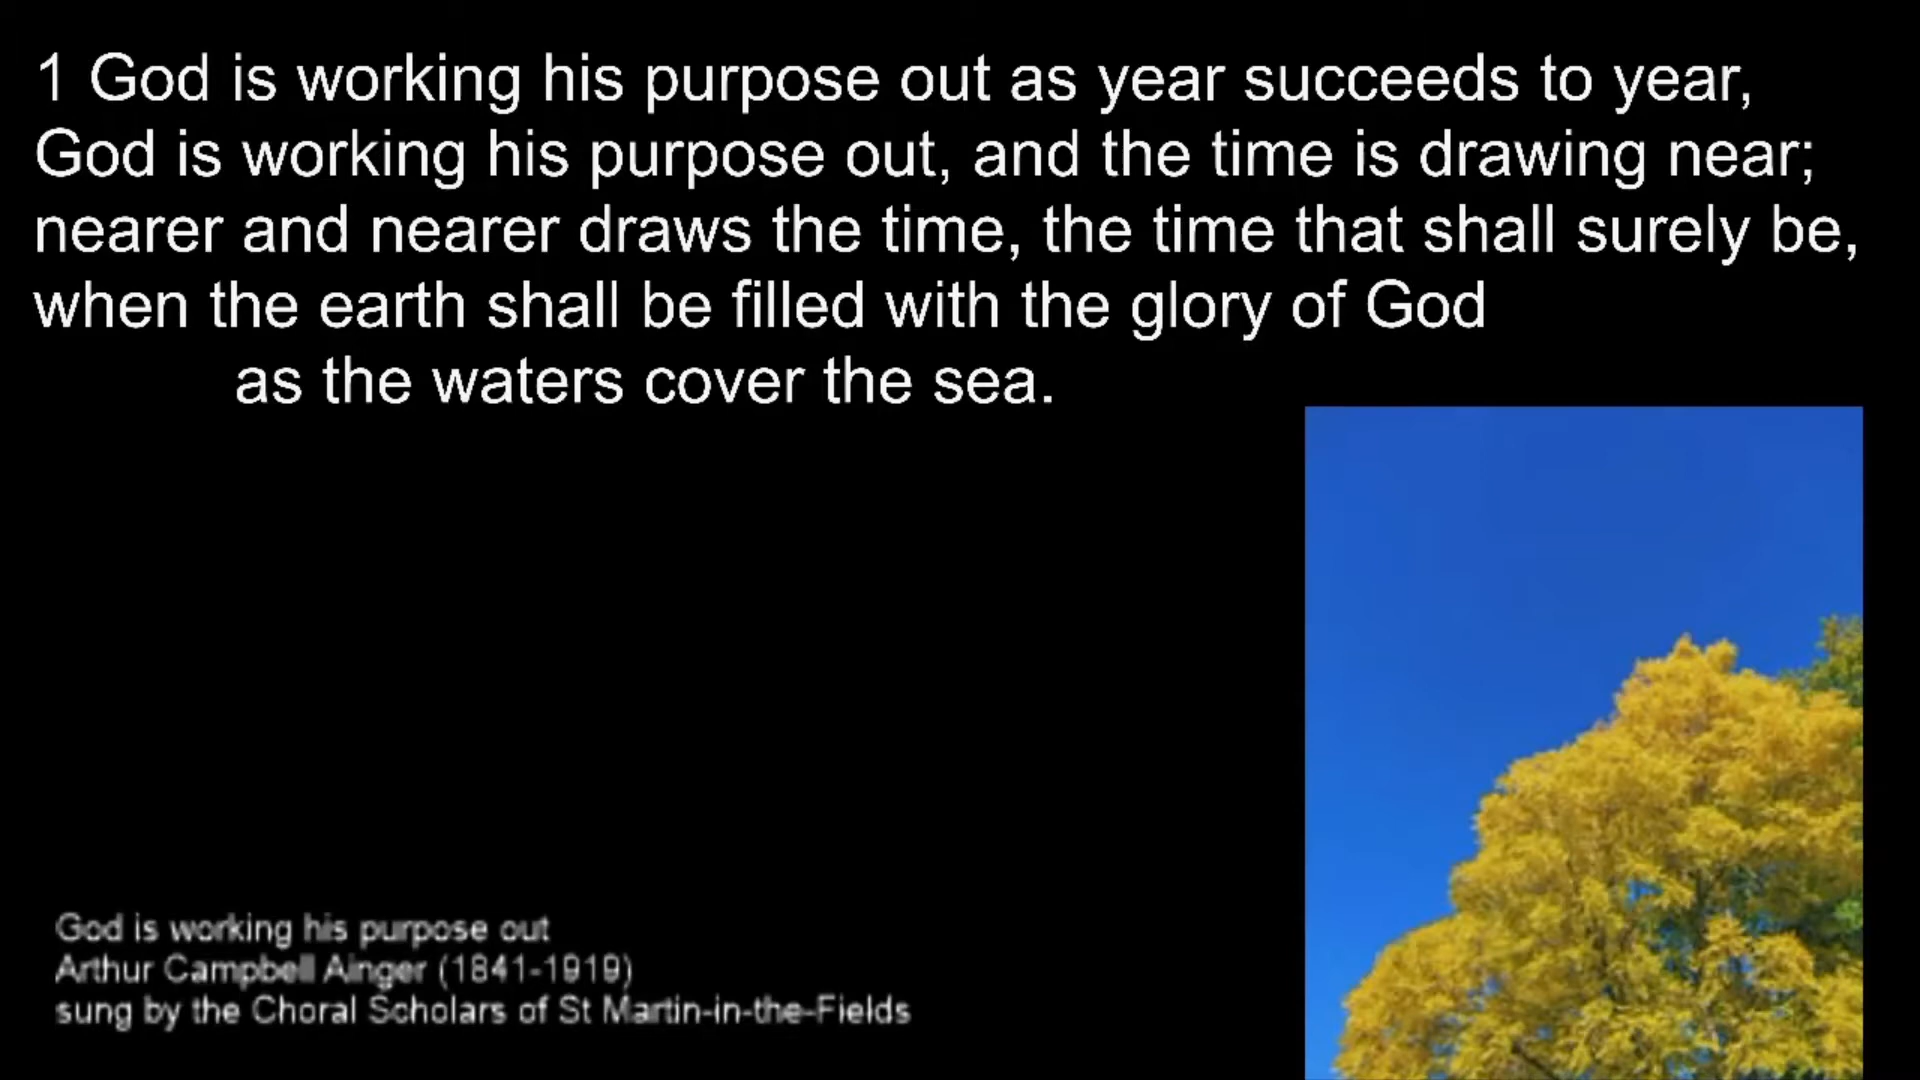 1 God is working his purpose out as year succeeds to year,
God is working his purpose out, and the time is drawing near;
nearer and nearer draws the time, the time that shall surely be,
when the earth shall be filled with the glory of God
as the waters cover the sea.
God is working his purpose out
Arthur Campbell Ainger (1841-1919)
sung by the Choral Scholars of St Martin-in-the-Fields